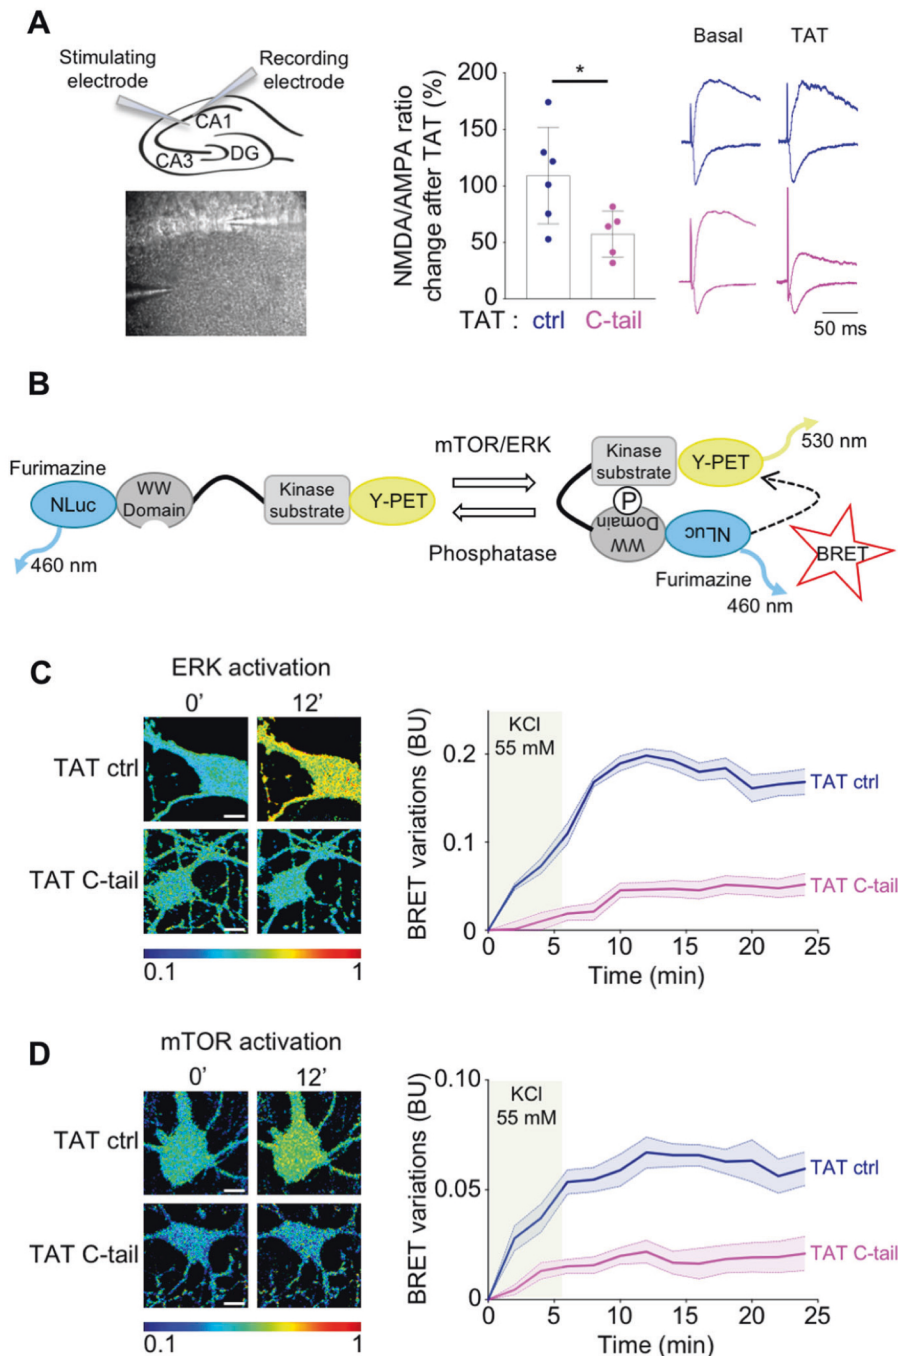 A
Stimulating
electrode
Recording
electrode
CA1
CA3
DG
NMDA/AMPA ratio
change after TAT (%)
200
150
100
50
0
*
TAT : ctrl C-tail
Basal TAT
50 ms
B
Furimazine
NLuc
WW
Domain
Kinase
substrate
Y-PET
460 nm
mTOR/ERK
Phosphatase
Kinase
substrate
Y-PET
530 nm
P
WW
Domain
NLuc
BRET
Furimazine
460 nm
C
ERK activation
0' 12'
TAT ctrl
TAT C-tail
0.1 1
BRET variations (BU)
0.2
0.1
0
KCl
55 mM
TAT ctrl
TAT C-tail
0 5 10 15 20 25
Time (min)
D
mTOR activation
0' 12'
TAT ctrl
TAT C-tail
0.1 1
BRET variations (BU)
0.10
0.05
0
KCl
55 mM
TAT ctrl
TAT C-tail
0 5 10 15 20 25
Time (min)